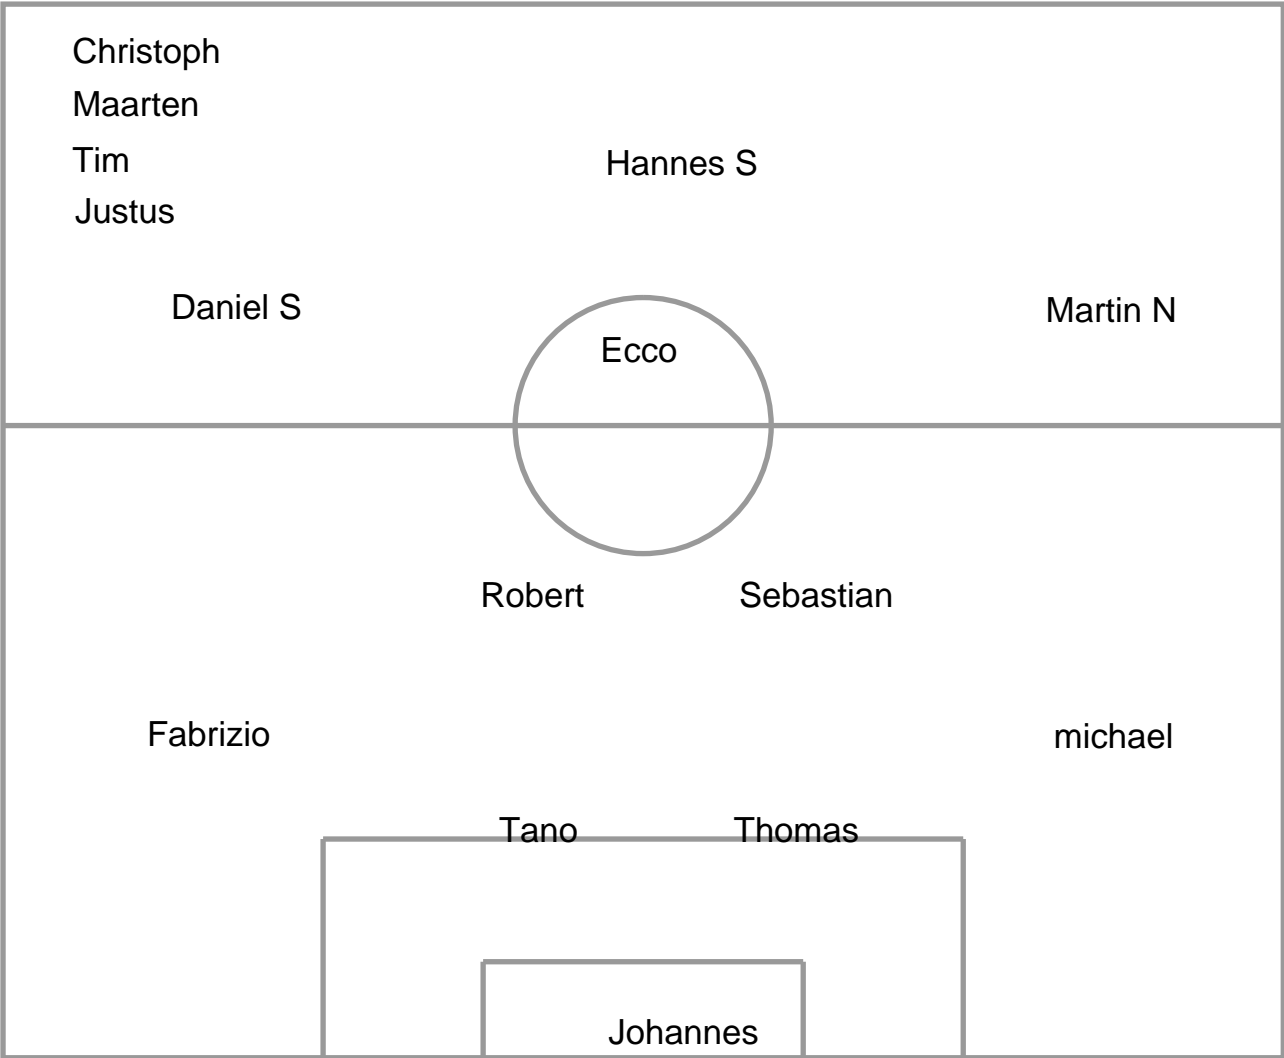 Christoph
Maarten
Tim
Hannes S
Justus
Daniel S
Martin N
Ecco
Robert
Sebastian
Fabrizio
michael
Tano
Thomas
Johannes